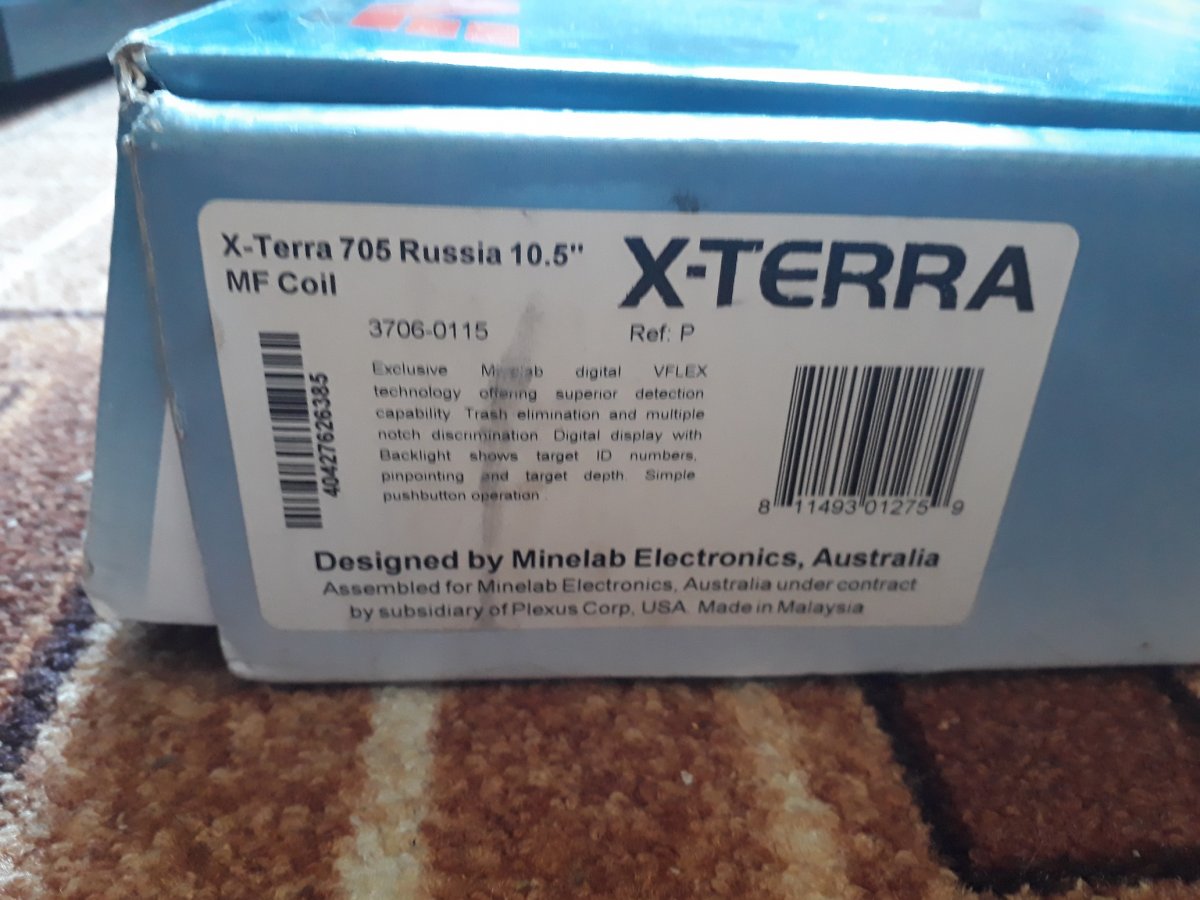 X-Terra 705 Russia 10.5"
MF Coil
X-TERRA
3706-0115
Ref: P
40427626385
Exclusive Minelab digital VFLEX
technology offering superior detection
capability Trash elimination and multiple
notch discrimination Digital display with
Backlight shows target ID numbers,
pinpointing and target depth. Simple
pushbutton operation .
8 11493 01275 9
Designed by Minelab Electronics, Australia
Assembled for Minelab Electronics, Australia under contract
by subsidiary of Plexus Corp, USA. Made in Malaysia